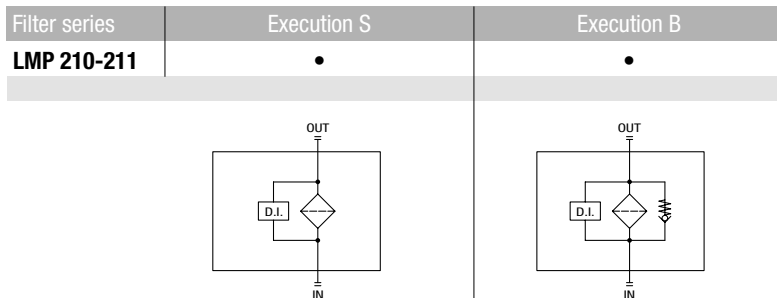 Filter series Execution S Execution B
LMP 210-211 • •
OUT OUT
D.I. D.I.
IN IN